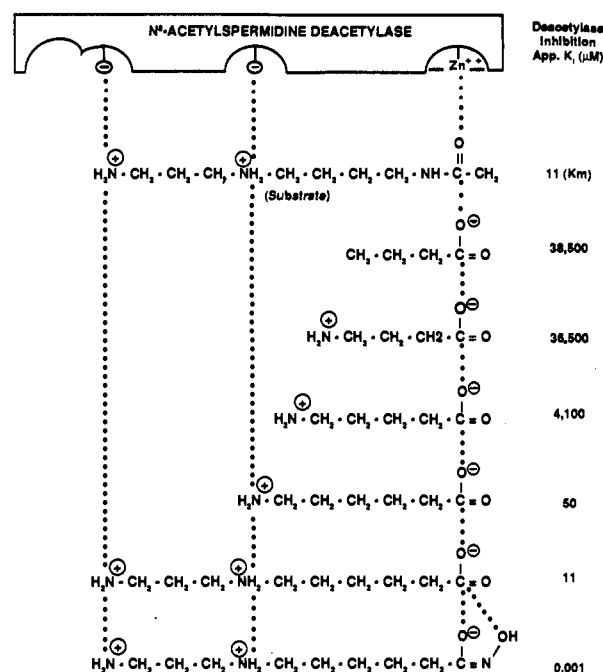 N⁸-ACETYLSPERMIDINE DEACETYLASE
Deacetylase
Inhibition
App. Kᵢ (μM)
⊖ ⊖ Zn⁺⁺
O
⊕ ⊕
H₂N · CH₂ · CH₂ · CH₂ · NH₂ · CH₂ · CH₂ · CH₂ · CH₂ · NH · C · CH₂ 11 (Km)
(Substrate)
O⊖
CH₂ · CH₂ · CH₂ · C = O 38,500
O⊖
⊕
H₂N · CH₂ · CH₂ · CH2 · C = O 36,500
O⊖
⊕
H₂N · CH₂ · CH₂ · CH₂ · CH₂ · C = O 4,100
O⊖
⊕
H₂N · CH₂ · CH₂ · CH₂ · CH₂ · CH₂ · C = O 50
O⊖
⊕ ⊕
H₂N · CH₂ · CH₂ · CH₂ · NH₂ · CH₂ · CH₂ · CH₂ · CH₂ · CH₂ · C = O 11
O⊖ OH
⊕ ⊕
H₂N · CH₂ · CH₂ · CH₂ · NH₂ · CH₂ · CH₂ · CH₂ · CH₂ · CH₂ · C = N 0.001